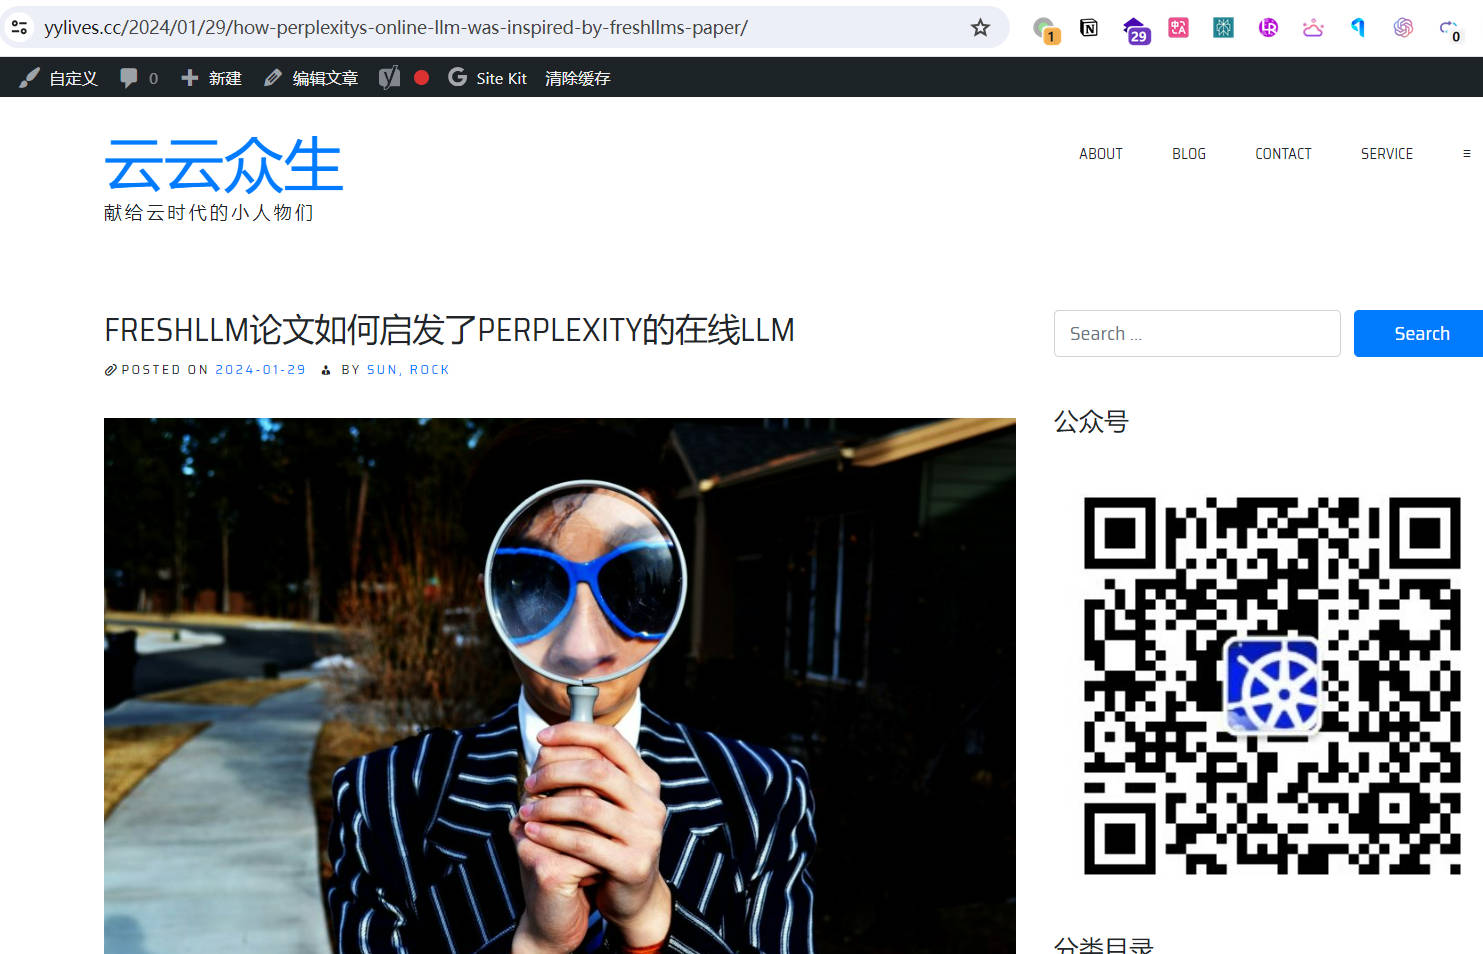 yylives.cc/2024/01/29/how-perplexitys-online-llm-was-inspired-by-freshllms-paper/
1
29
0
自定义 0 新建 编辑文章 Site Kit 清除缓存
云云众生
献给云时代的小人物们
ABOUT BLOG CONTACT SERVICE
FRESHLLM论文如何启发了PERPLEXITY的在线LLM
POSTED ON 2024-01-29 BY SUN, ROCK
Search ...
Search
公众号
分类目录